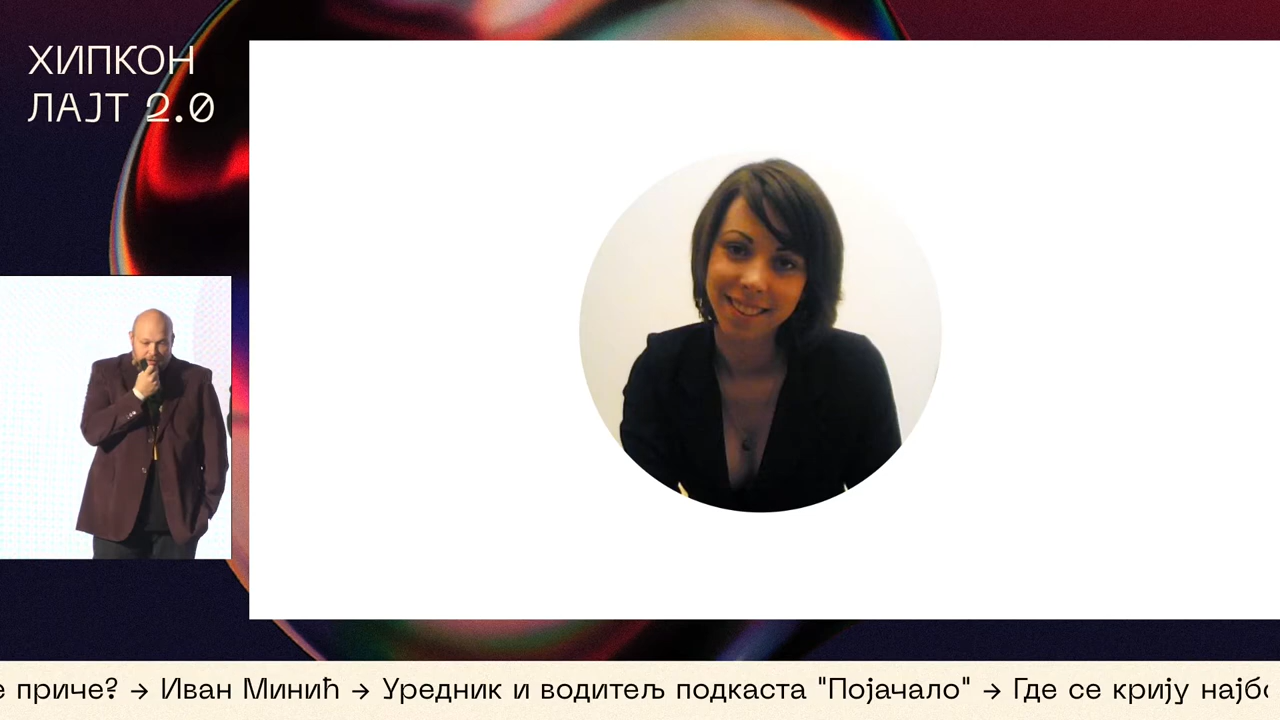 ХИПКОН
ЛАЈТ 2.0
приче? → Иван Минић → Уредник и водитељ подкаста "Појачало" → Где се крију